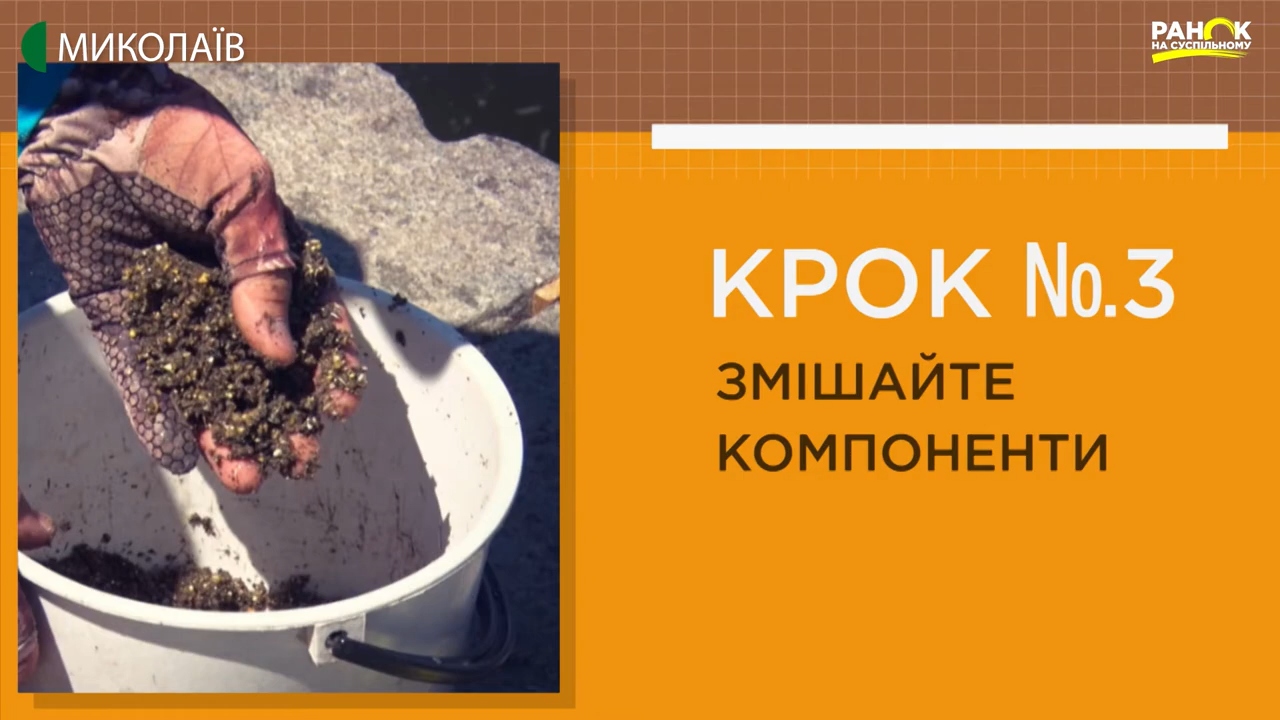 МИКОЛАЇВ
РАНОК
НА СУСПІЛЬНОМУ
КРОК №.3
ЗМІШАЙТЕ
КОМПОНЕНТИ